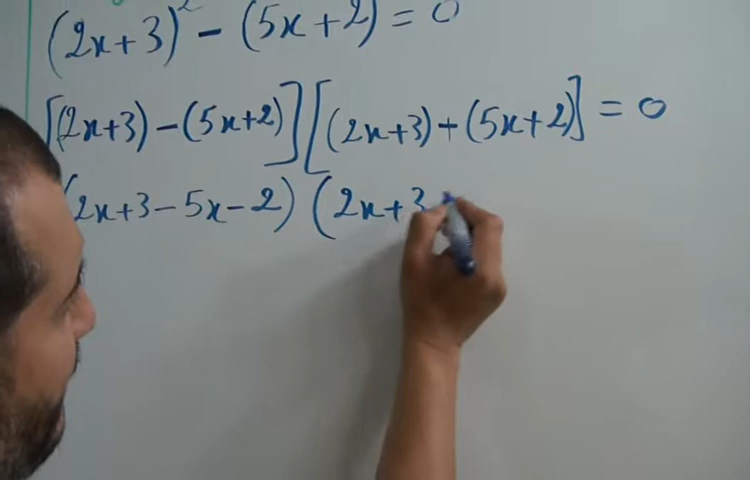 (2x+3)² - (5x+2) = 0
[(2x+3)-(5x+2)][(2x+3)+(5x+2)] = 0
(2x+3-5x-2)(2x+3